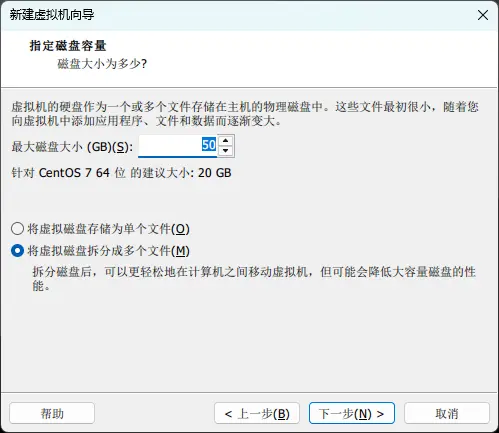 新建虚拟机向导
指定磁盘容量
磁盘大小为多少?
虚拟机的硬盘作为一个或多个文件存储在主机的物理磁盘中。这些文件最初很小，随着您
向虚拟机中添加应用程序、文件和数据而逐渐变大。
最大磁盘大小 (GB)(S): 50
针对 CentOS 7 64 位 的建议大小: 20 GB
将虚拟磁盘存储为单个文件(O)
将虚拟磁盘拆分成多个文件(M)
拆分磁盘后，可以更轻松地在计算机之间移动虚拟机，但可能会降低大容量磁盘的性
能。
帮助 < 上一步(B) 下一步(N) > 取消